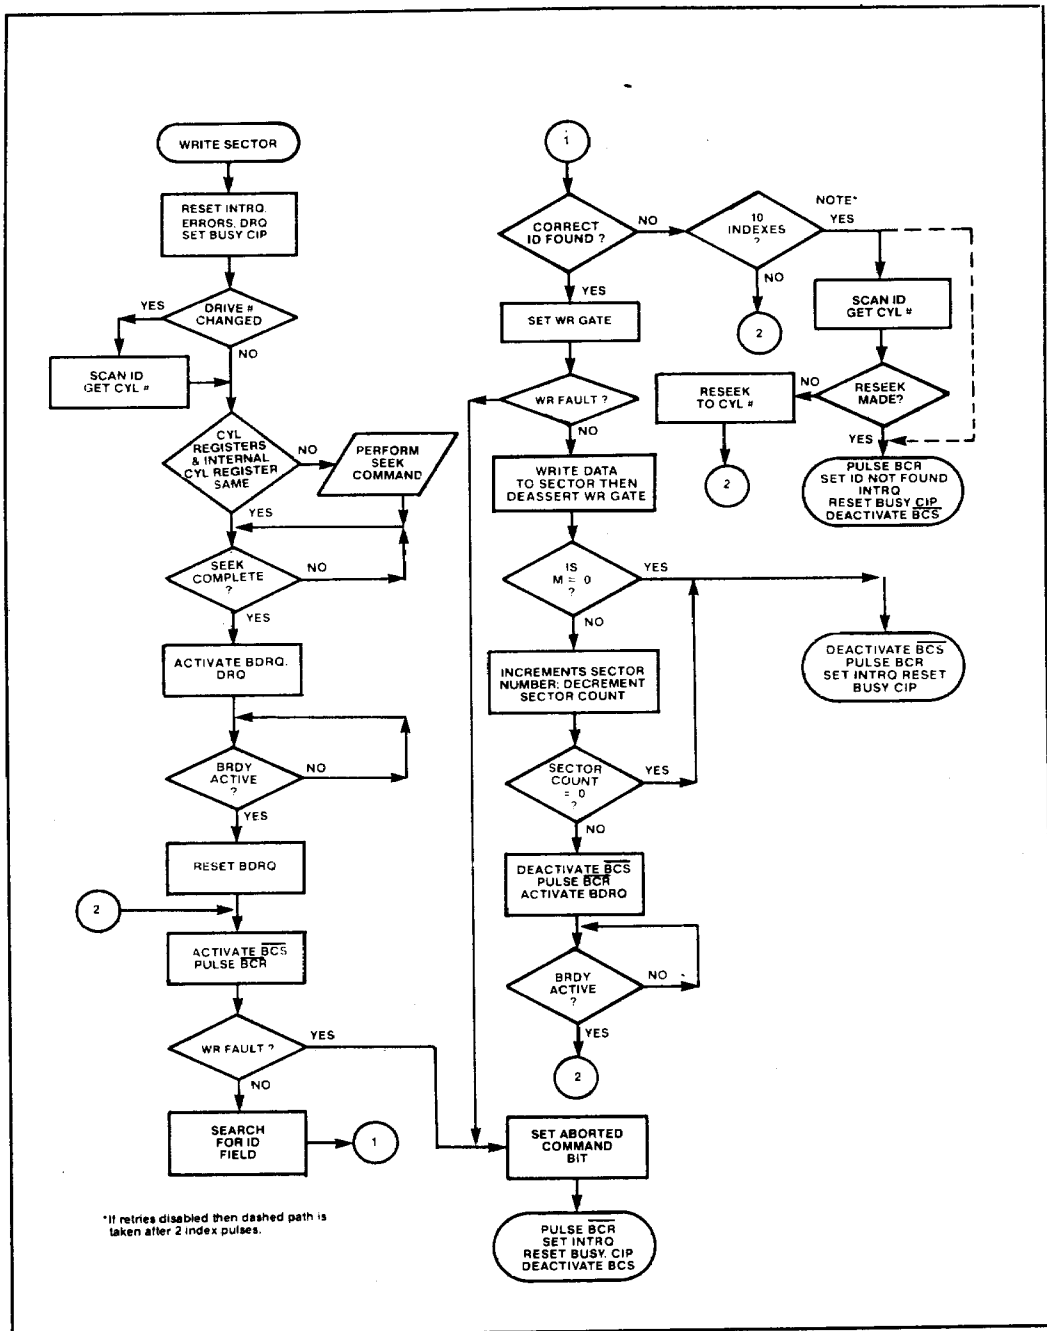 WRITE SECTOR
RESET INTRQ.
ERRORS, DRQ
SET BUSY CIP
DRIVE #
CHANGED
YES
NO
SCAN ID
GET CYL #
CYL
REGISTERS
& INTERNAL
CYL REGISTER
SAME
NO
YES
PERFORM
SEEK
COMMAND
SEEK
COMPLETE
?
NO
YES
ACTIVATE BDRQ.
DRQ
BRDY
ACTIVE
?
NO
YES
RESET BDRQ
2
ACTIVATE BCS
PULSE BCR
WR FAULT ?
YES
NO
SEARCH
FOR ID
FIELD
1
*If retries disabled then dashed path is
taken after 2 index pulses.
1
CORRECT
ID FOUND ?
NO
YES
10
INDEXES
?
NOTE*
YES
NO
2
SCAN ID
GET CYL #
RESEEK
MADE?
NO
YES
RESEEK
TO CYL #
2
PULSE BCR
SET ID NOT FOUND
INTRQ
RESET BUSY CIP
DEACTIVATE BCS
SET WR GATE
WR FAULT ?
NO
WRITE DATA
TO SECTOR THEN
DEASSERT WR GATE
IS
M = 0
?
YES
NO
DEACTIVATE BCS
PULSE BCR
SET INTRQ RESET
BUSY CIP
INCREMENTS SECTOR
NUMBER; DECREMENT
SECTOR COUNT
SECTOR
COUNT
= 0
?
YES
NO
DEACTIVATE BCS
PULSE BCR
ACTIVATE BDRQ
BRDY
ACTIVE
?
NO
YES
2
SET ABORTED
COMMAND
BIT
PULSE BCR
SET INTRQ
RESET BUSY, CIP
DEACTIVATE BCS